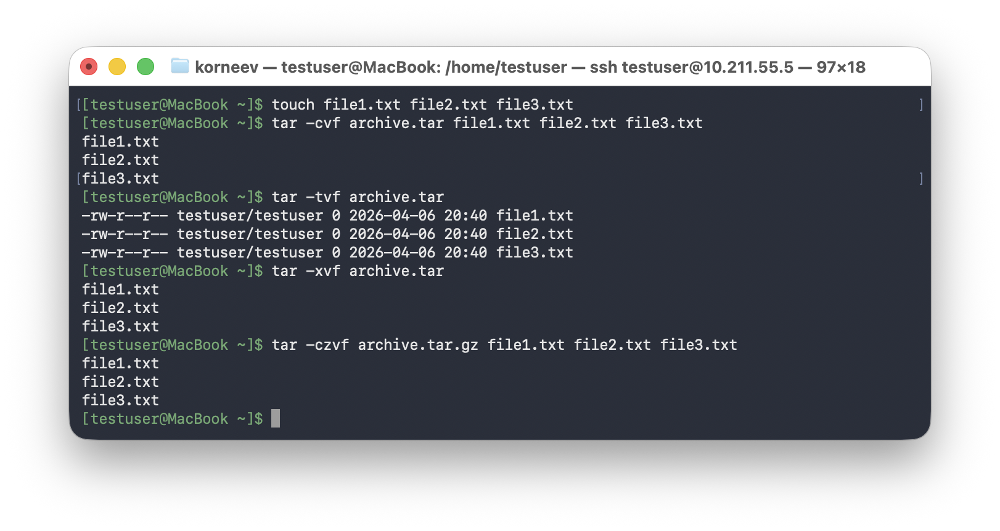 korneev — testuser@MacBook: /home/testuser — ssh testuser@10.211.55.5 — 97×18
[[testuser@MacBook ~]$ touch file1.txt file2.txt file3.txt ]
[testuser@MacBook ~]$ tar -cvf archive.tar file1.txt file2.txt file3.txt
file1.txt
file2.txt
[file3.txt ]
[testuser@MacBook ~]$ tar -tvf archive.tar
-rw-r--r-- testuser/testuser 0 2026-04-06 20:40 file1.txt
-rw-r--r-- testuser/testuser 0 2026-04-06 20:40 file2.txt
-rw-r--r-- testuser/testuser 0 2026-04-06 20:40 file3.txt
[testuser@MacBook ~]$ tar -xvf archive.tar
file1.txt
file2.txt
file3.txt
[testuser@MacBook ~]$ tar -czvf archive.tar.gz file1.txt file2.txt file3.txt
file1.txt
file2.txt
file3.txt
[testuser@MacBook ~]$